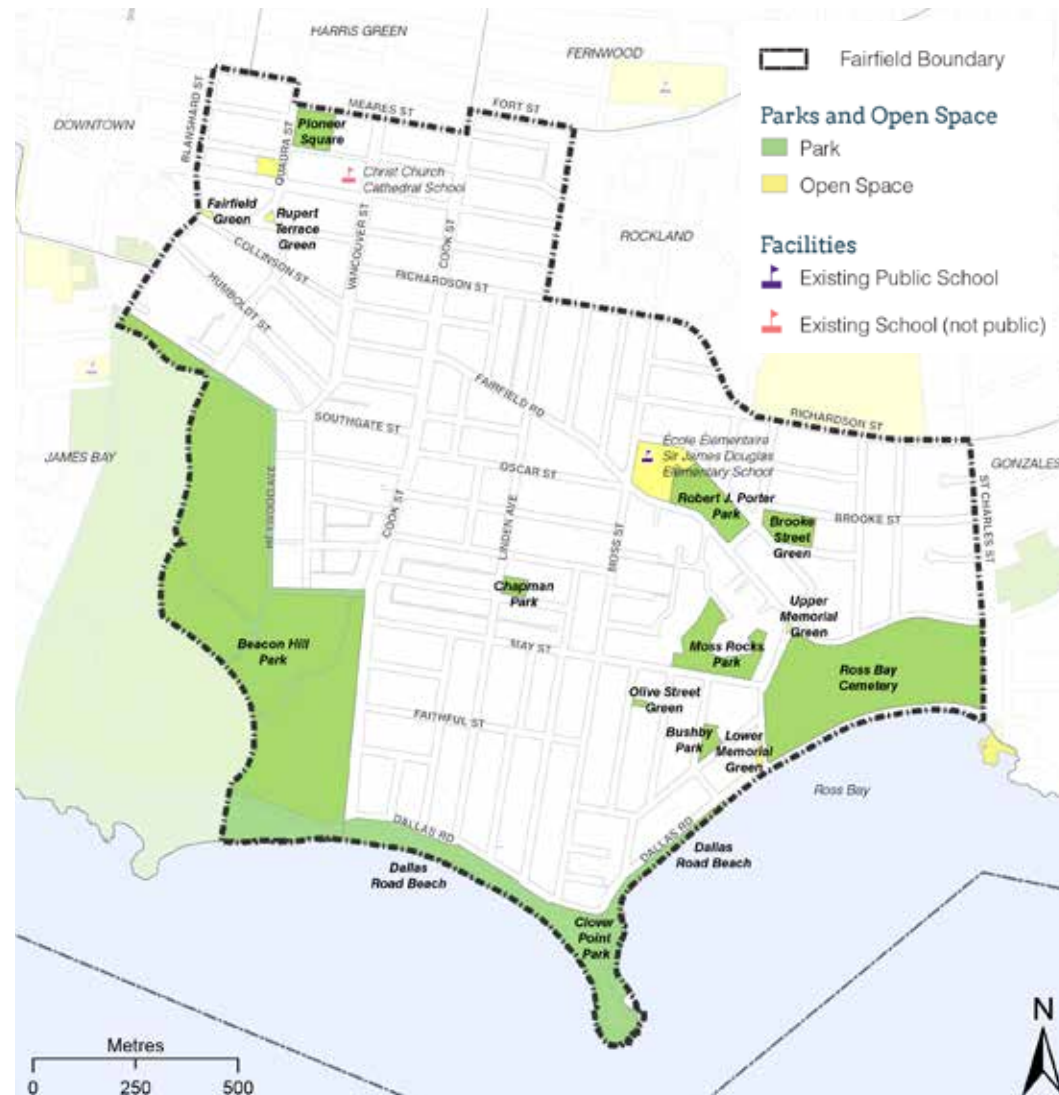 HARRIS GREEN
FERNWOOD
DOWNTOWN
BLANSHARD ST
MEARES ST
FORT ST
Pioneer
Square
QUADRA ST
Christ Church
Cathedral School
Fairfield
Green
Rupert
Terrace
Green
VANCOUVER ST
COOK ST
ROCKLAND
COLLINSON ST
HUMBOLDT ST
RICHARDSON ST
Fairfield Boundary
Parks and Open Space
Park
Open Space
Facilities
Existing Public School
Existing School (not public)
FAIRFIELD RD
SOUTHGATE ST
RICHARDSON ST
JAMES BAY
École Élementaire
Sir James Douglas
Elementary School
GONZALES
OSCAR ST
HEYWOOD AVE
COOK ST
LINDEN AVE
MOSS ST
Robert J. Porter
Park
Brooke
Street
Green
BROOKE ST
ST CHARLES ST
Chapman
Park
Upper
Memorial
Green
Beacon Hill
Park
MAY ST
Moss Rocks
Park
Ross Bay
Cemetery
Olive Street
Green
FAITHFUL ST
Bushby
Park
Lower
Memorial
Green
Ross Bay
DALLAS RD
DALLAS RD
Dallas
Road Beach
Dallas
Road Beach
Clover
Point
Park
Metres
0 250 500
N